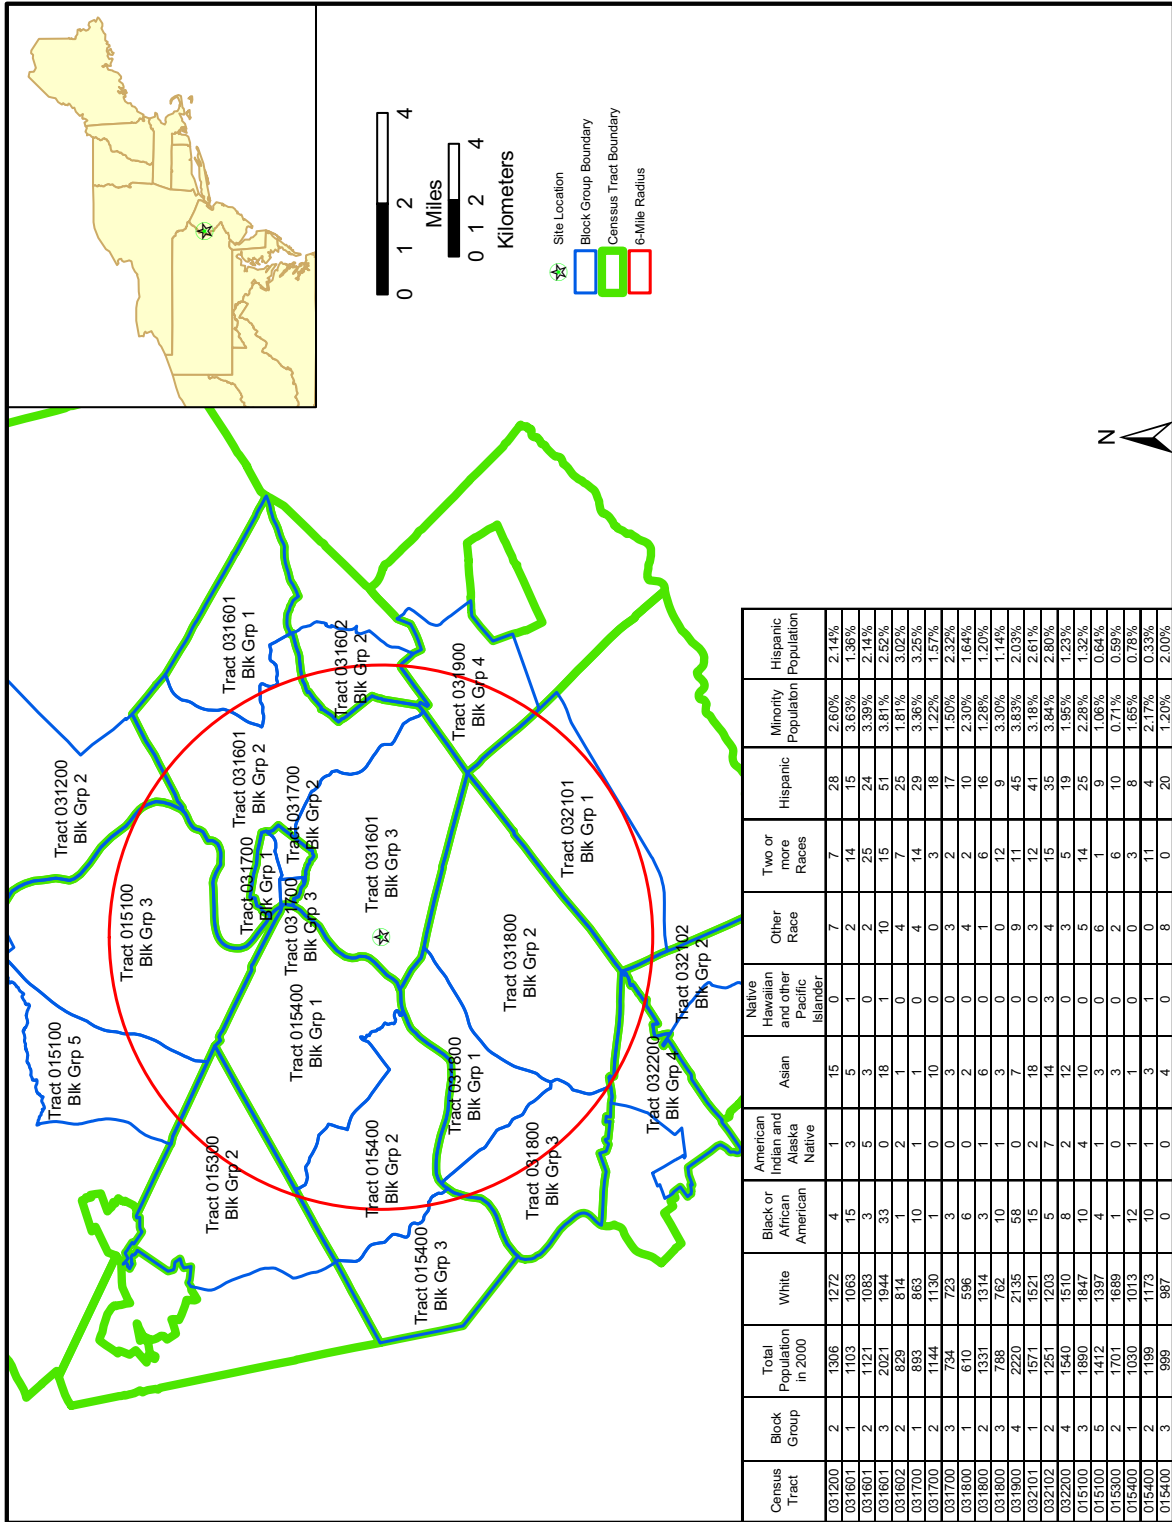 Tract 015100
Blk Grp 5
Tract 031200
Blk Grp 2
Tract 015100
Blk Grp 3
Tract 015300
Blk Grp 2
Tract 031601
Blk Grp 1
Tract 031601
Blk Grp 2
Tract 031700
Blk Grp 1
Tract 031700
Blk Grp 2
Tract 031700
Blk Grp 3
Tract 015400
Blk Grp 1
Tract 031602
Blk Grp 2
Tract 015400
Blk Grp 2
Tract 031601
Blk Grp 3
Tract 015400
Blk Grp 3
Tract 031800
Blk Grp 1
Tract 031900
Blk Grp 4
Tract 031800
Blk Grp 2
Tract 031800
Blk Grp 3
Tract 032101
Blk Grp 1
Tract 032200
Blk Grp 4
Tract 032102
Blk Grp 2
0 1 2 4
Miles
0 1 2 4
Kilometers
Site Location
Block Group Boundary
Censsus Tract Boundary
6-Mile Radius
N
Census Tract Block Group Total Population in 2000 White Black or African American American Indian and Alaska Native Asian Native Hawaiian and other Pacific Islander Other Race Two or more Races Hispanic Minority Populaton Hispanic Population
031200 2 1306 1272 4 1 15 0 7 7 28 2.60% 2.14%
031601 1 1103 1063 15 3 5 1 2 14 15 3.63% 1.36%
031601 2 1121 1083 3 5 3 0 2 25 24 3.39% 2.14%
031601 3 2021 1944 33 0 18 1 10 15 51 3.81% 2.52%
031602 2 829 814 1 2 1 0 4 7 25 1.81% 3.02%
031700 1 893 863 10 1 1 0 4 14 29 3.36% 3.25%
031700 2 1144 1130 1 0 10 0 0 3 18 1.22% 1.57%
031700 3 734 723 3 0 3 0 3 2 17 1.50% 2.32%
031800 1 610 596 6 0 2 0 4 2 10 2.30% 1.64%
031800 2 1331 1314 3 1 6 0 1 6 16 1.28% 1.20%
031800 3 788 762 10 1 3 0 0 12 9 3.30% 1.14%
031900 4 2220 2135 58 0 7 0 9 11 45 3.83% 2.03%
032101 1 1571 1521 15 2 18 0 3 12 41 3.18% 2.61%
032102 2 1251 1203 5 7 14 3 4 15 35 3.84% 2.80%
032200 4 1540 1510 8 2 12 0 3 5 19 1.95% 1.23%
015100 3 1890 1847 10 4 10 0 5 14 25 2.28% 1.32%
015100 5 1412 1397 4 1 3 0 6 1 9 1.06% 0.64%
015300 2 1701 1689 1 0 3 0 2 6 10 0.71% 0.59%
015400 1 1030 1013 12 1 1 0 0 3 8 1.65% 0.78%
015400 2 1199 1173 10 1 3 1 0 11 4 2.17% 0.33%
015400 3 999 987 0 0 4 0 8 0 20 1.20% 2.00%